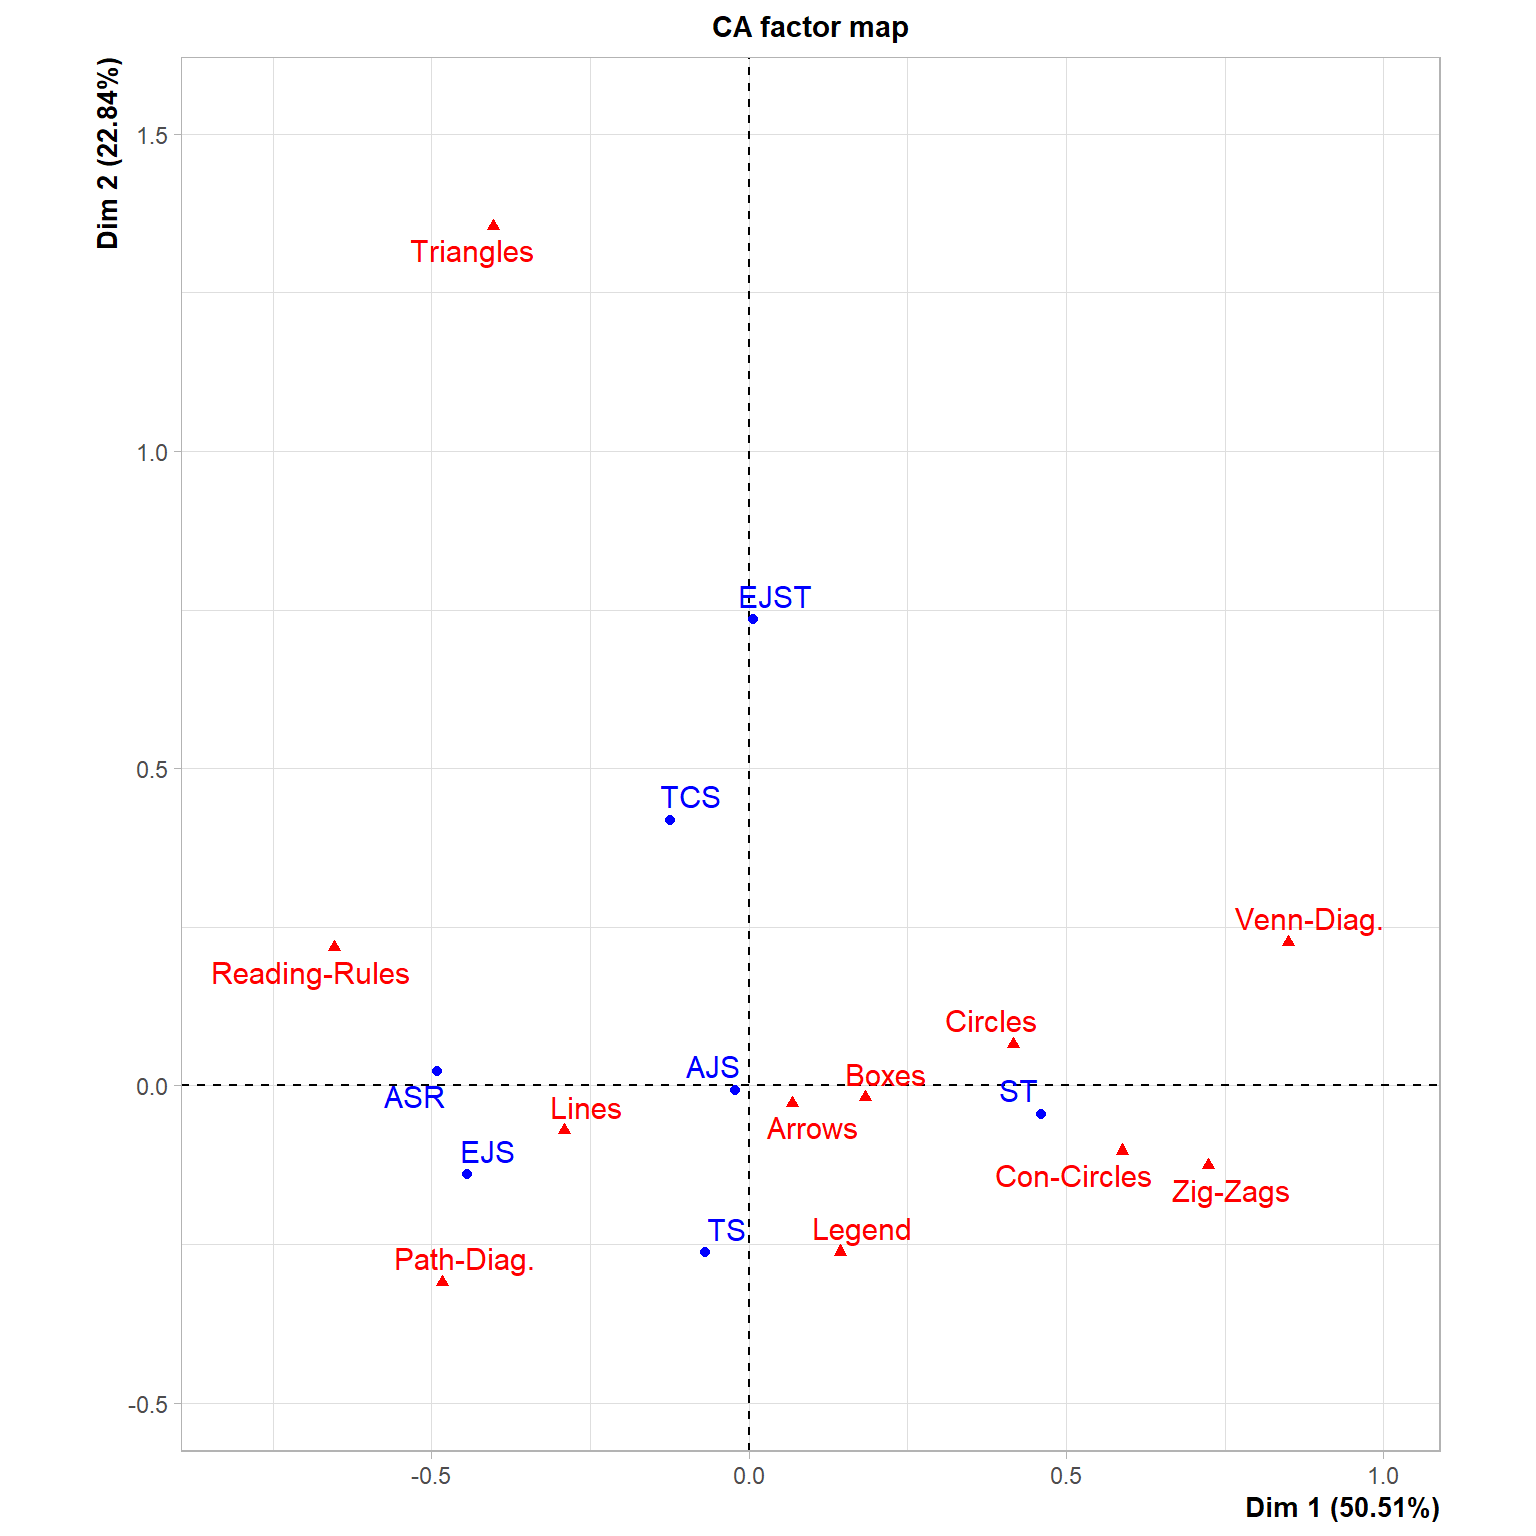 CA factor map
Dim 2 (22.84%)
1.5
Triangles
1.0
EJST
0.5
TCS
Venn-Diag.
Reading-Rules
Circles
AJS
Boxes
0.0
ASR
ST
Lines
Arrows
EJS
Con-Circles
Zig-Zags
TS
Legend
Path-Diag.
-0.5
-0.5
0.0
0.5
1.0
Dim 1 (50.51%)